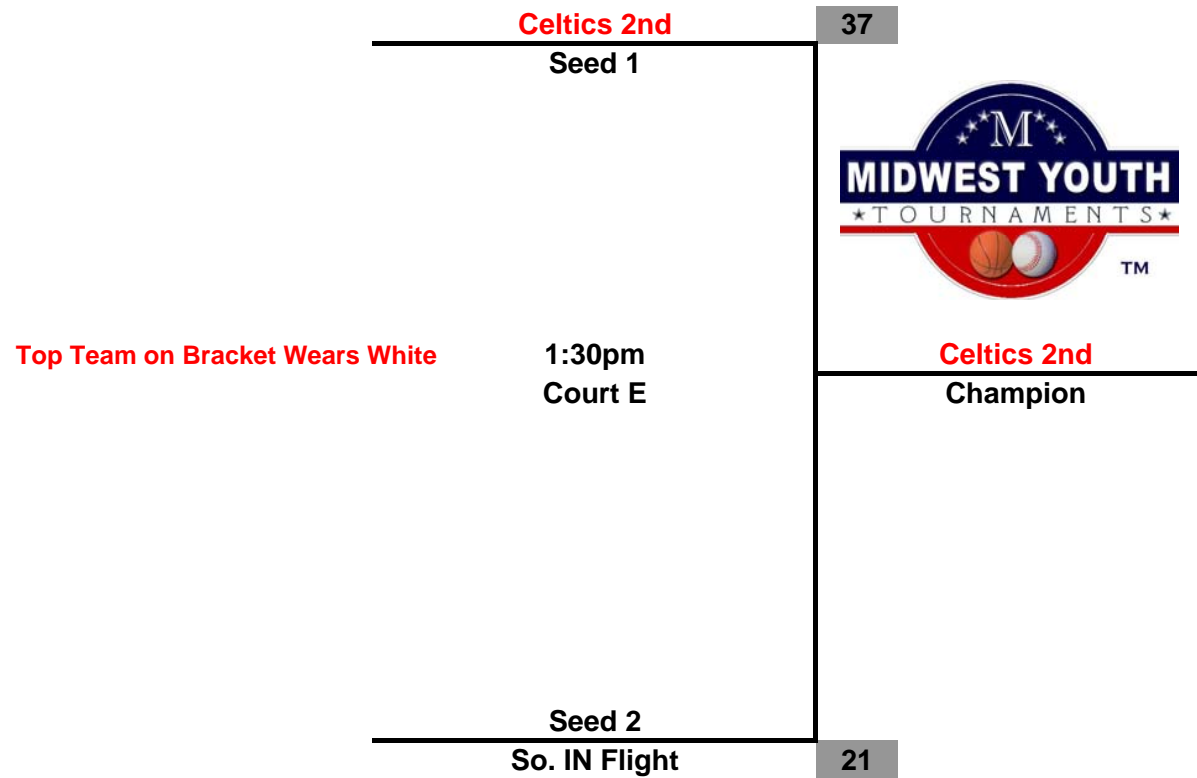 Celtics 2nd 37
Seed 1
M
MIDWEST YOUTH
★TOURNAMENTS★
TM
Top Team on Bracket Wears White 1:30pm Celtics 2nd
Court E Champion
Seed 2
So. IN Flight 21